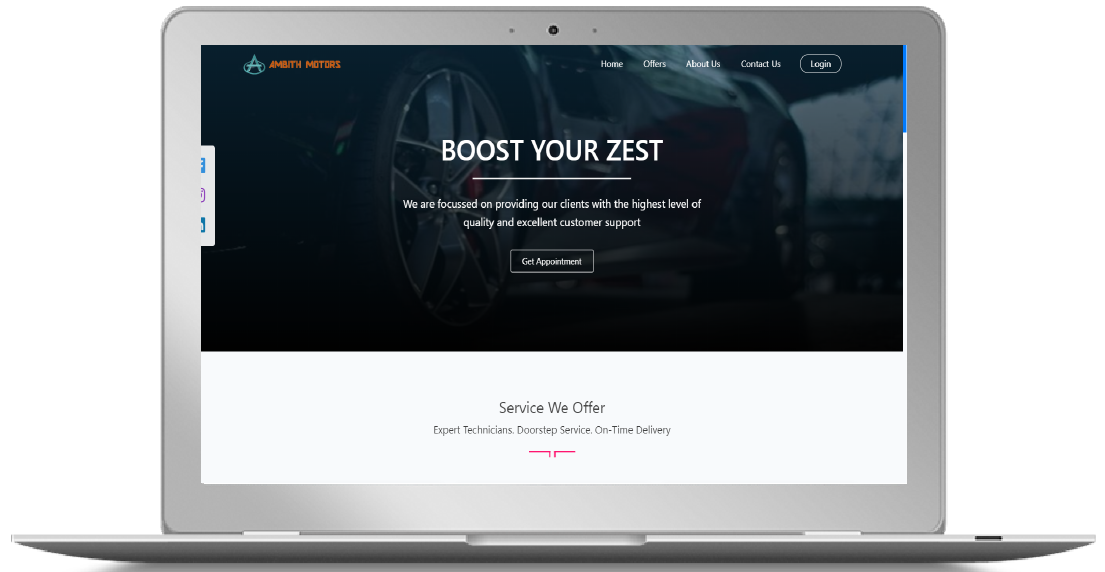 AMBITH MOTORS
Home Offers About Us Contact Us Login
BOOST YOUR ZEST
We are focussed on providing our clients with the highest level of
quality and excellent customer support
Get Appointment
Service We Offer
Expert Technicians. Doorstep Service. On-Time Delivery